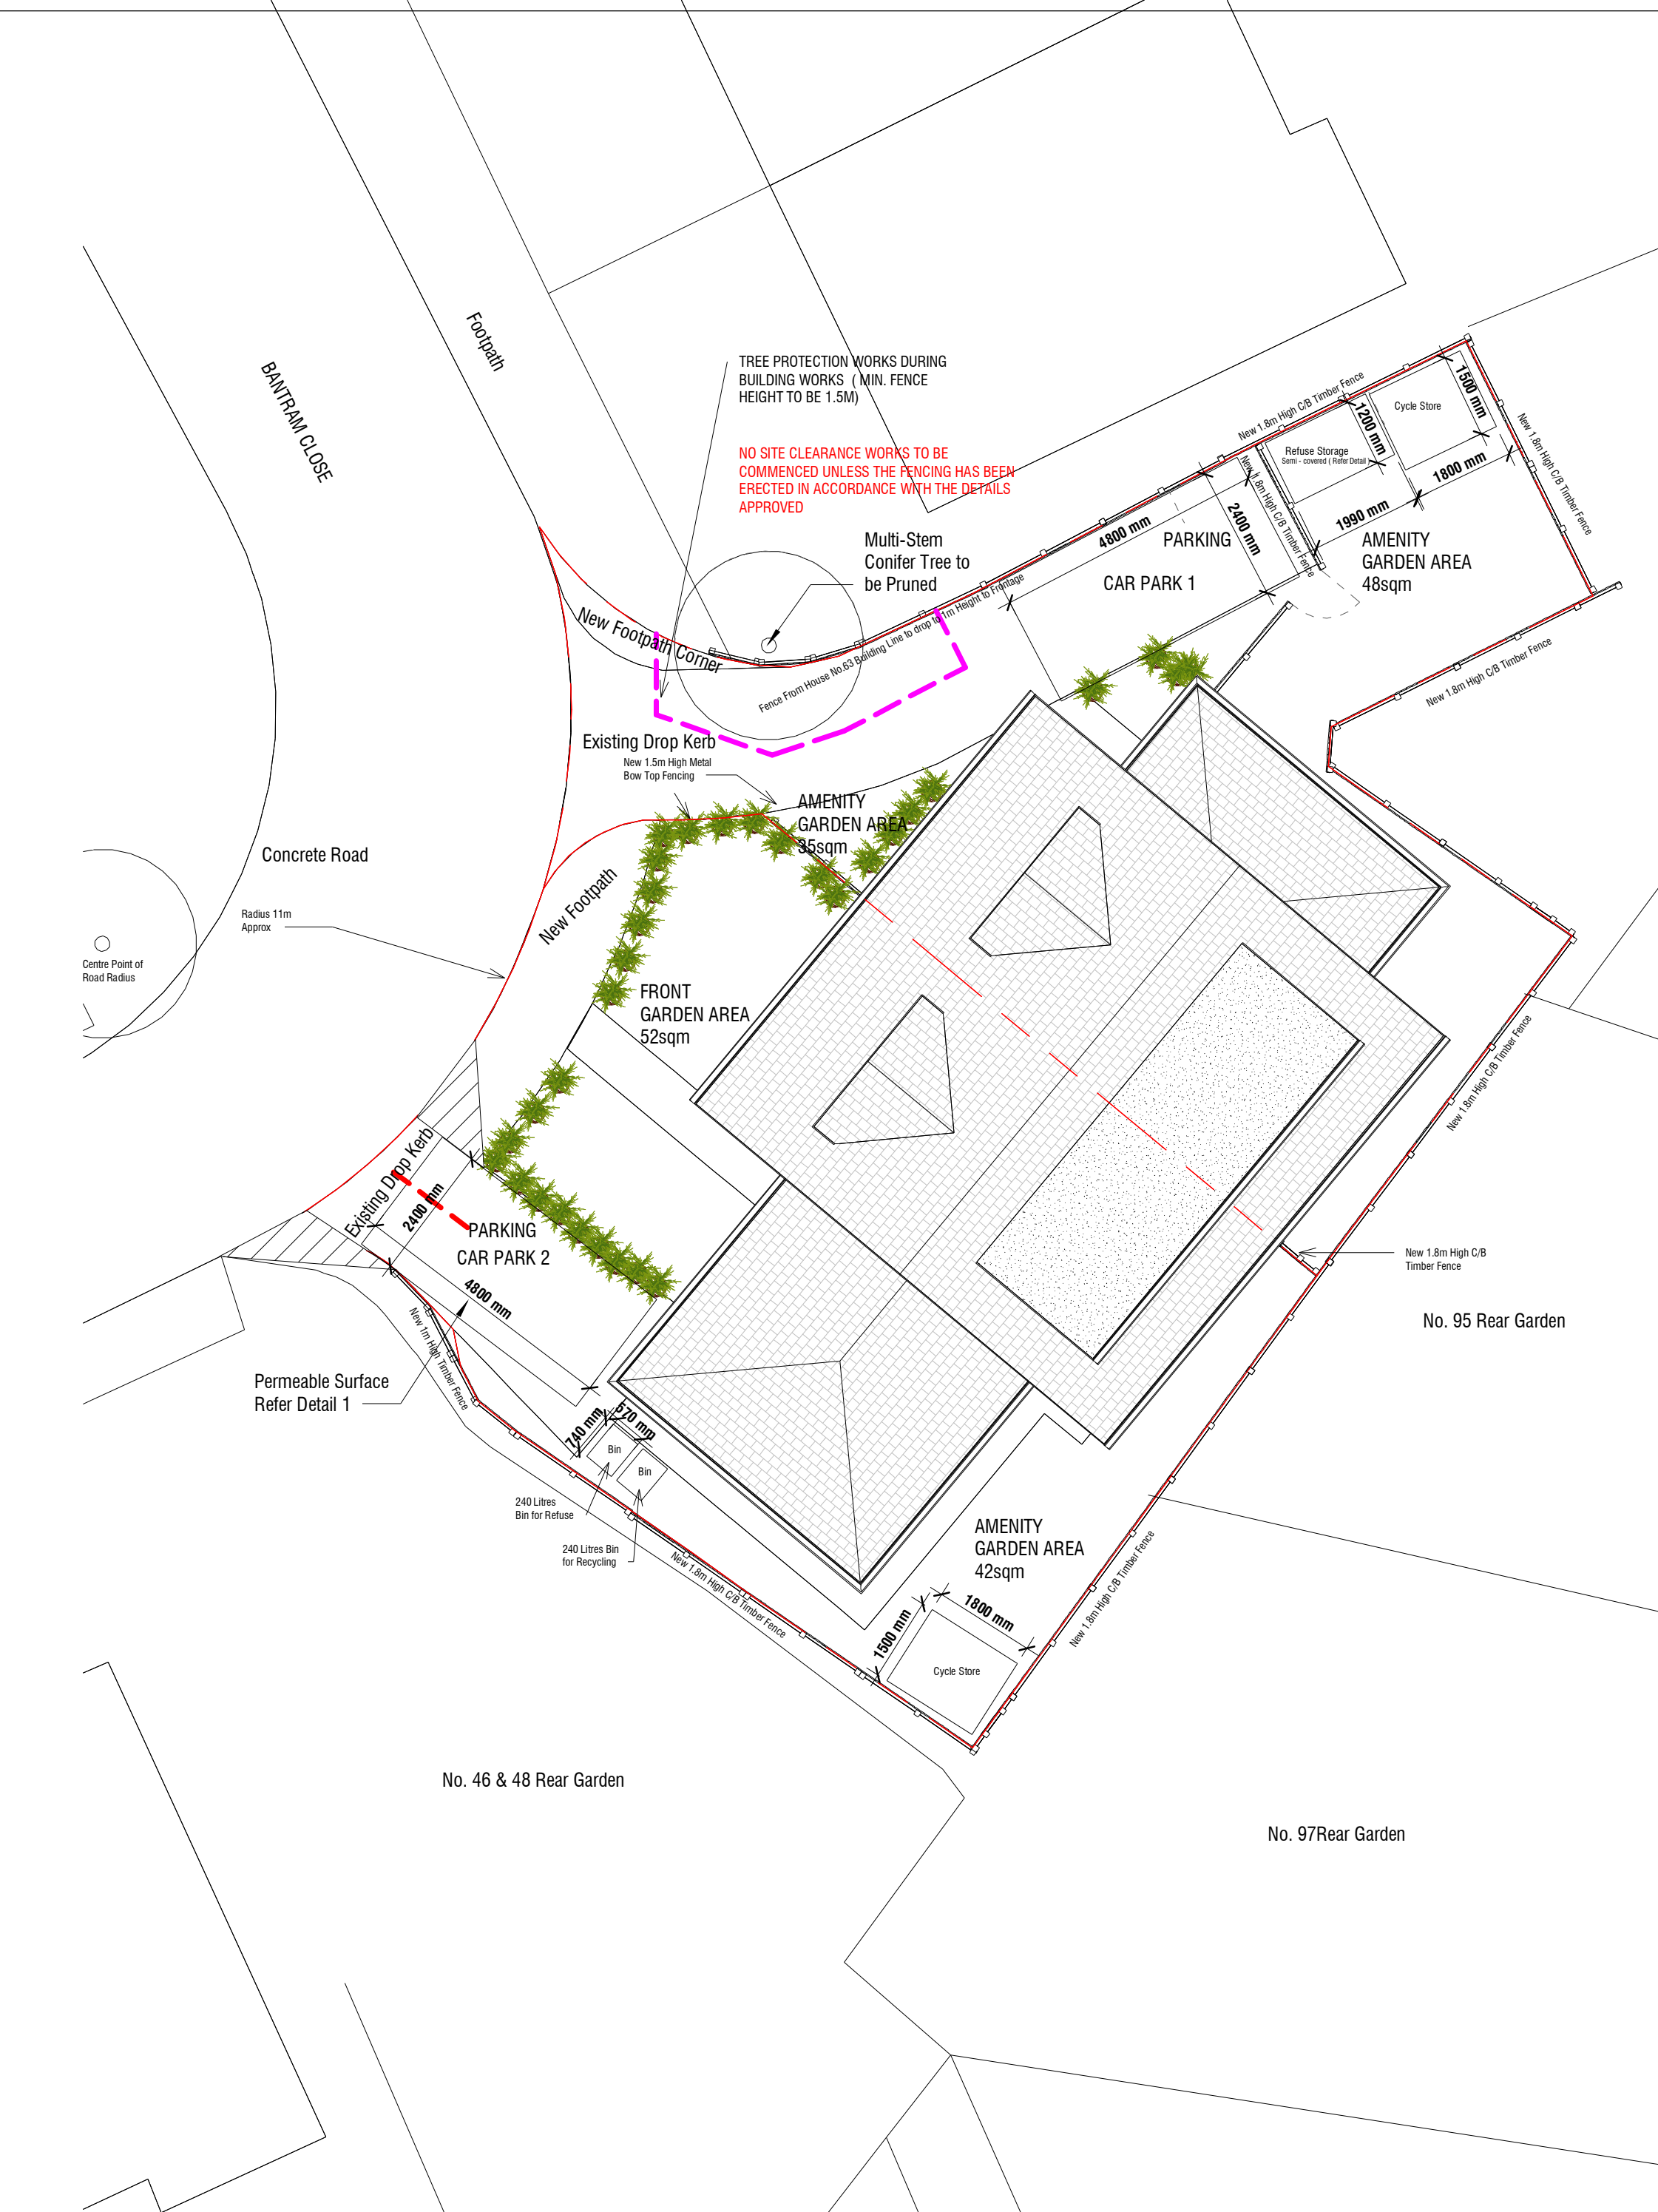 Footpath
BANTRAM CLOSE
TREE PROTECTION WORKS DURING
BUILDING WORKS ( MIN. FENCE
HEIGHT TO BE 1.5M)
NO SITE CLEARANCE WORKS TO BE
COMMENCED UNLESS THE FENCING HAS BEEN
ERECTED IN ACCORDANCE WITH THE DETAILS
APPROVED
Multi-Stem
Conifer Tree to
be Pruned
New 1.8m High C/B Timber Fence
Cycle Store
1500 mm
1200 mm
Refuse Storage
Semi - covered ( Refer Detail )
1800 mm
1990 mm
New 1.8m High C/B Timber Fence
New 1.8m High C/B Timber Fence
4800 mm
2400 mm
PARKING
CAR PARK 1
AMENITY
GARDEN AREA
48sqm
New Footpath Corner
Fence From House No.63 Building Line to drop to 1m Height to Frontage
New 1.8m High C/B Timber Fence
Existing Drop Kerb
New 1.5m High Metal
Bow Top Fencing
AMENITY
GARDEN AREA
35sqm
Concrete Road
New Footpath
Radius 11m
Approx
Centre Point of
Road Radius
FRONT
GARDEN AREA
52sqm
New 1.8m High C/B Timber Fence
Existing Drop Kerb
2400 mm
PARKING
CAR PARK 2
4800 mm
New 1.8m High C/B
Timber Fence
No. 95 Rear Garden
New 1m High Timber Fence
Permeable Surface
Refer Detail 1
740 mm
570 mm
Bin
Bin
240 Litres
Bin for Refuse
240 Litres Bin
for Recycling
New 1.8m High C/B Timber Fence
AMENITY
GARDEN AREA
42sqm
New 1.8m High C/B Timber Fence
1500 mm
1800 mm
Cycle Store
No. 46 & 48 Rear Garden
No. 97Rear Garden